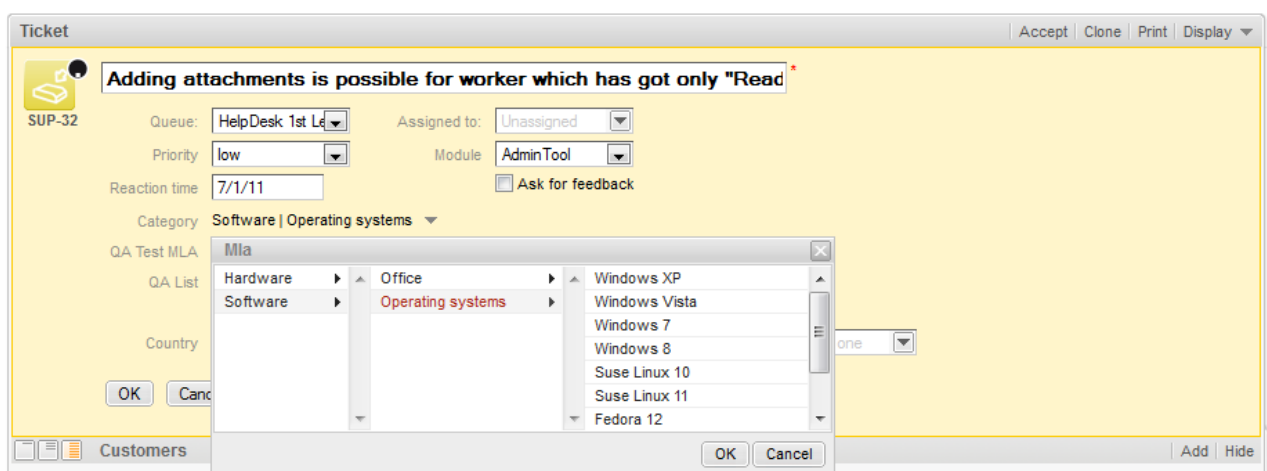 Ticket Accept Clone Print Display
Adding attachments is possible for worker which has got only "Read *
SUP-32 Queue: HelpDesk 1st Le Assigned to: Unassigned
Priority low Module AdminTool
Reaction time 7/1/11 Ask for feedback
Category Software | Operating systems
QA Test MLA Mla
QA List Hardware Office Windows XP
Software Operating systems Windows Vista
Windows 7
Country Windows 8 one
Suse Linux 10
OK Canc Suse Linux 11
Fedora 12
Customers OK Cancel Add Hide